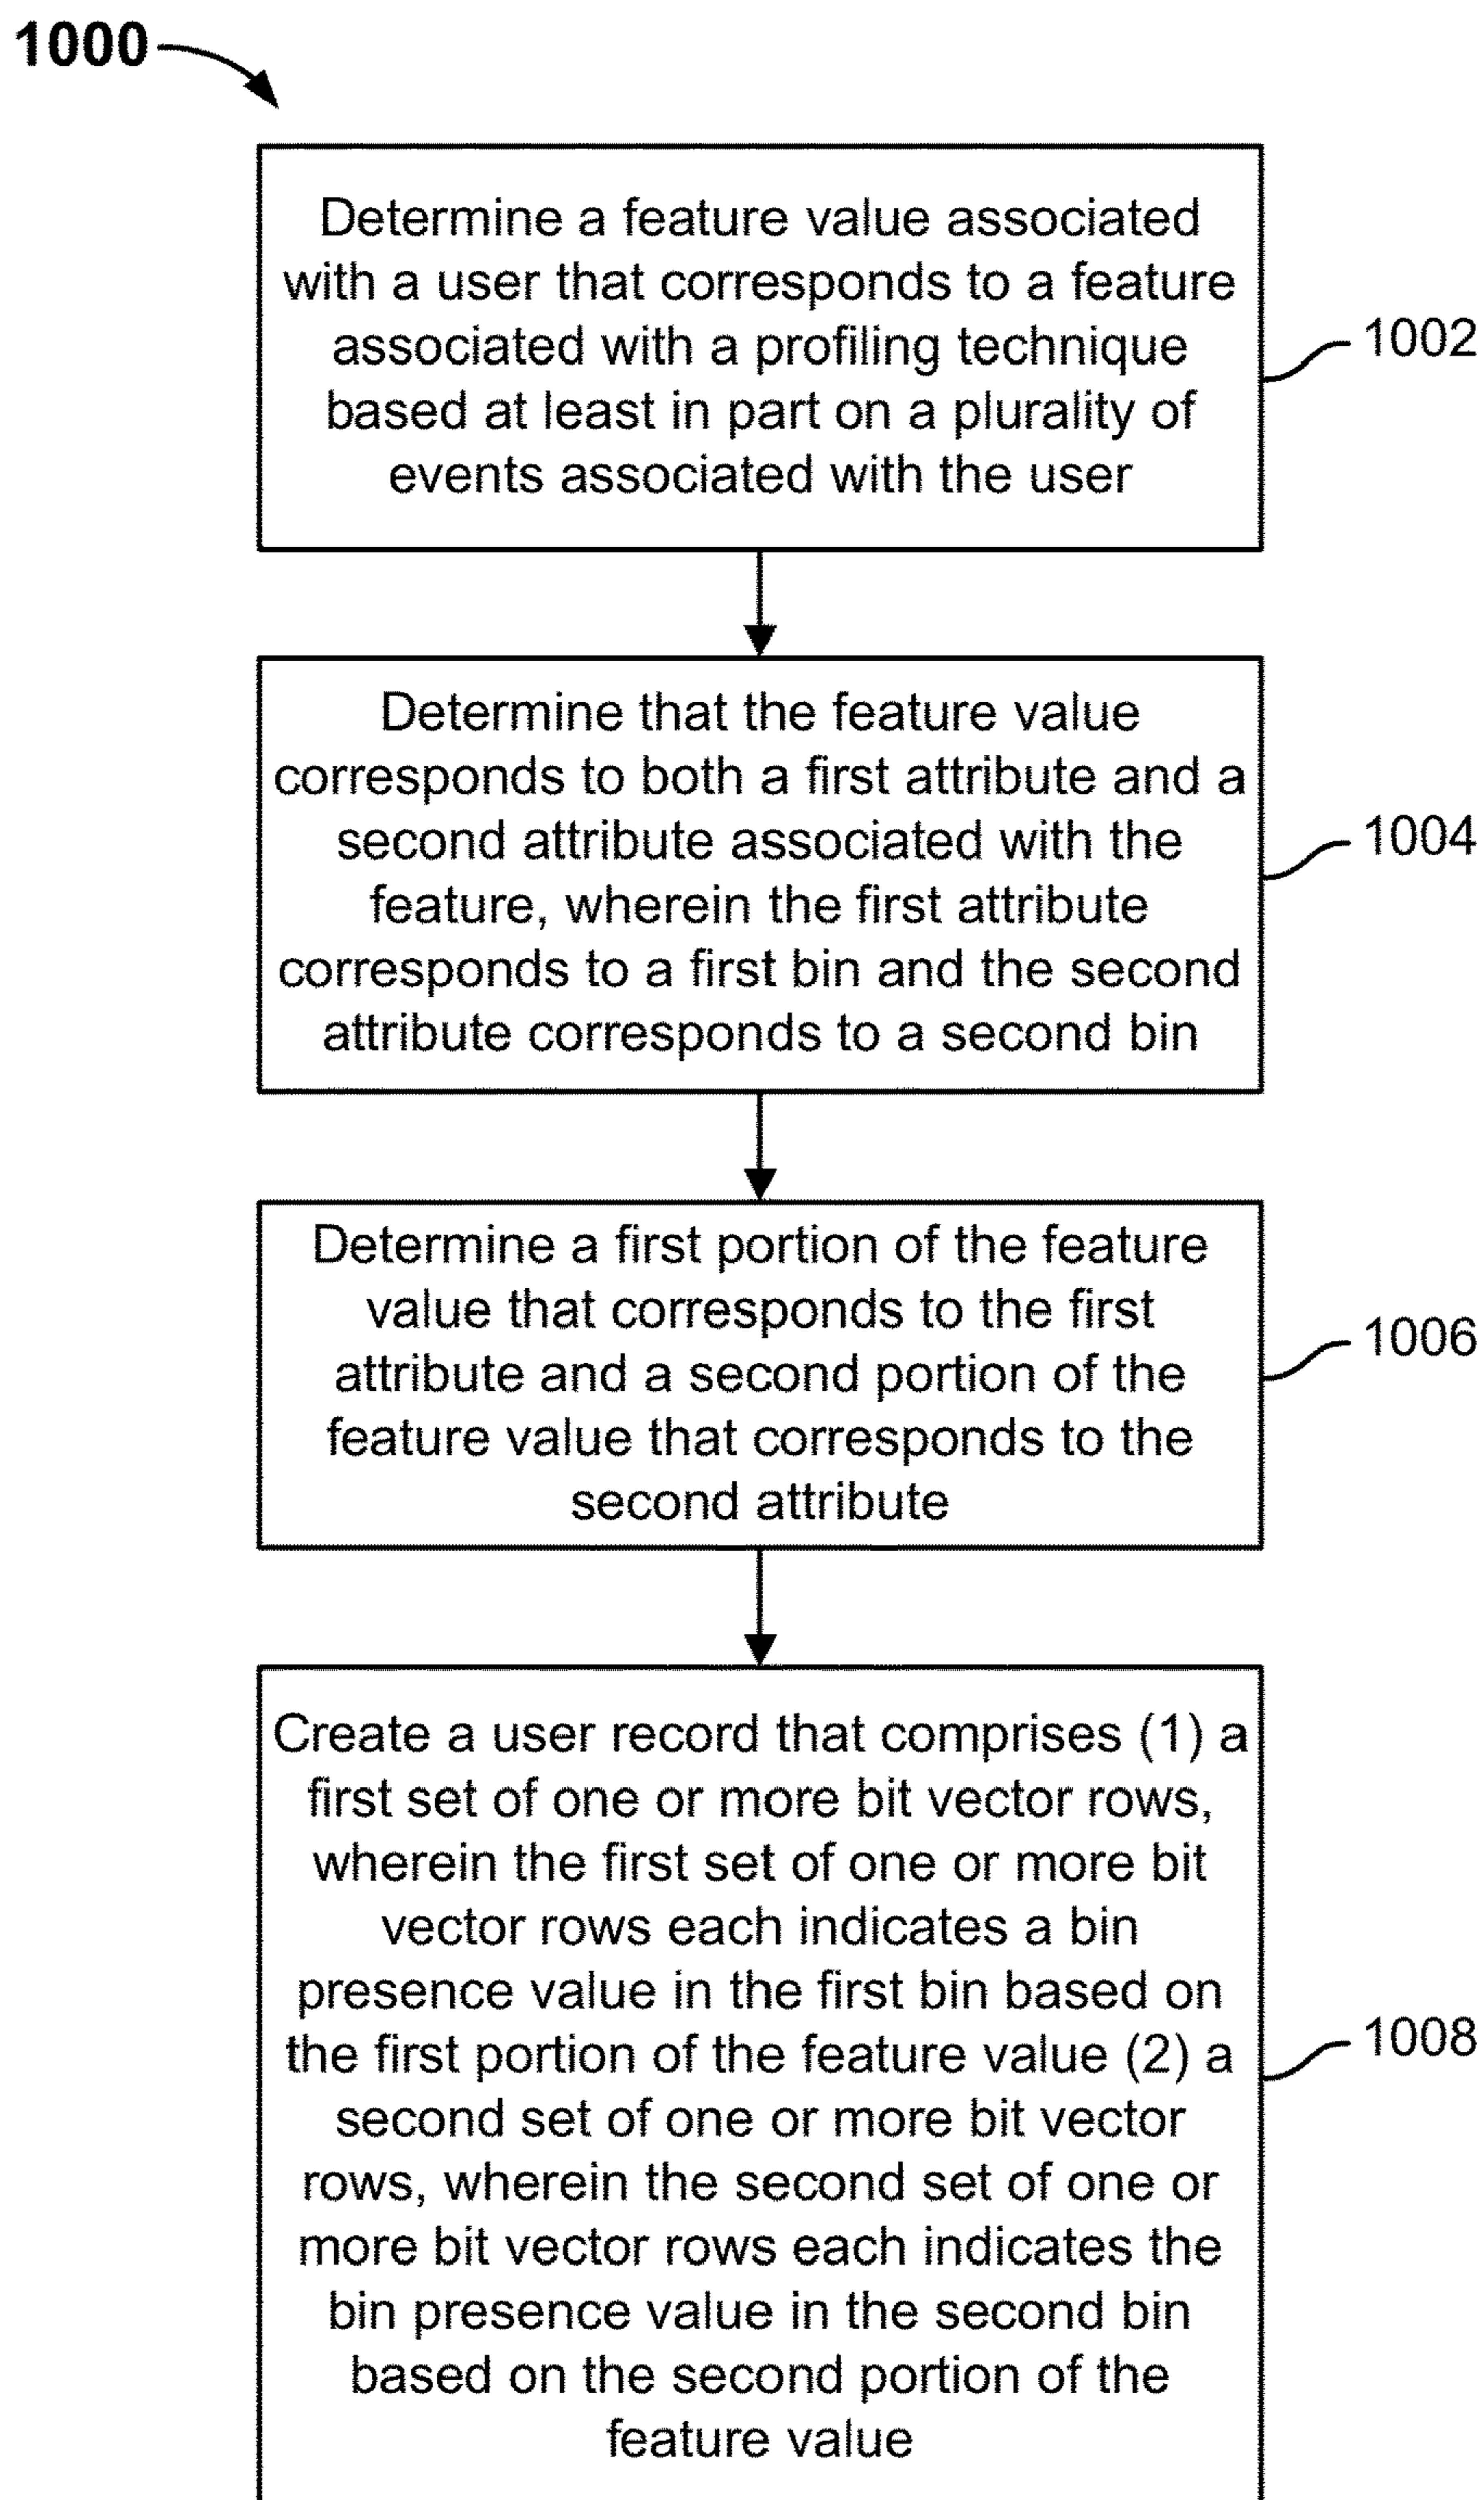 1000
Determine a feature value associated
with a user that corresponds to a feature
associated with a profiling technique
based at least in part on a plurality of
events associated with the user
1002
Determine that the feature value
corresponds to both a first attribute and a
second attribute associated with the
feature, wherein the first attribute
corresponds to a first bin and the second
attribute corresponds to a second bin
1004
Determine a first portion of the feature
value that corresponds to the first
attribute and a second portion of the
feature value that corresponds to the
second attribute
1006
Create a user record that comprises (1) a
first set of one or more bit vector rows,
wherein the first set of one or more bit
vector rows each indicates a bin
presence value in the first bin based on
the first portion of the feature value (2) a
second set of one or more bit vector
rows, wherein the second set of one or
more bit vector rows each indicates the
bin presence value in the second bin
based on the second portion of the
feature value
1008